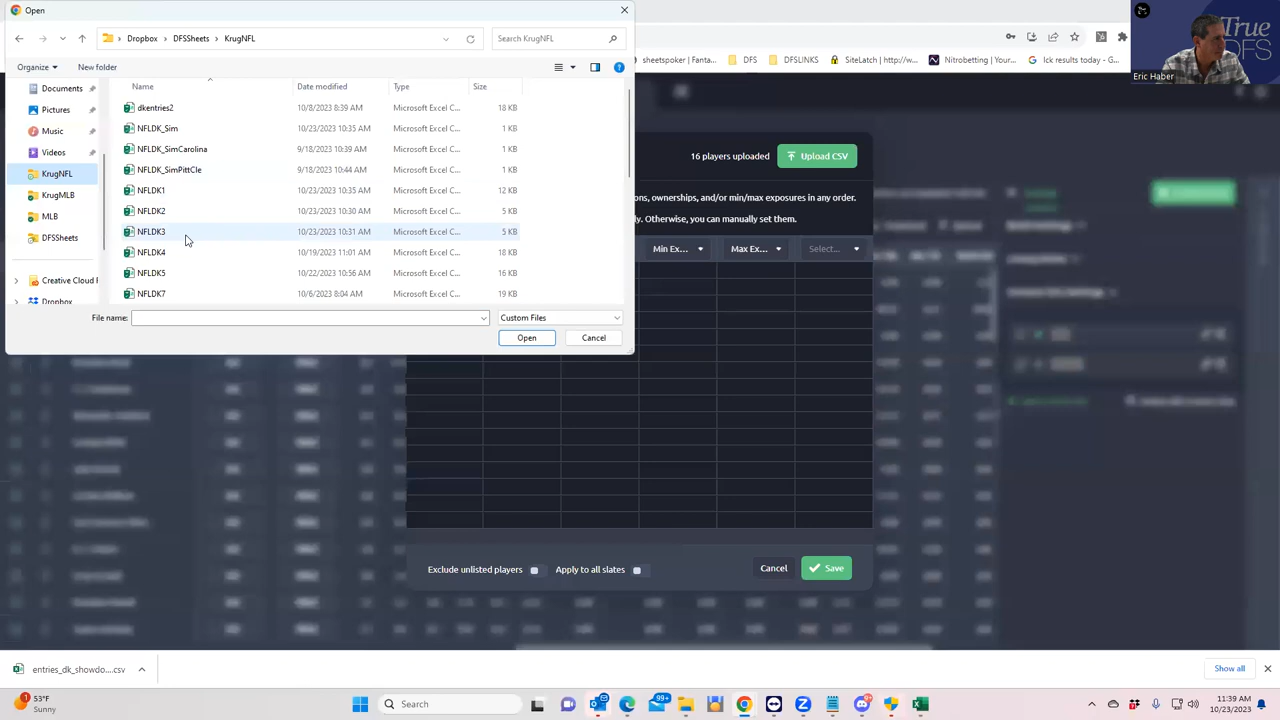 Open
Dropbox > DFSSheets > KrugNFL
Search KrugNFL
Organize
New folder
Name
Date modified
Type
Size
Documents
Pictures
Music
Videos
KrugNFL
KrugMLB
MLB
DFSSheets
Creative Cloud F
Dropbox
dkentries2 10/8/2023 8:39 AM Microsoft Excel C... 18 KB
NFLDK_Sim 10/23/2023 10:35 AM Microsoft Excel C... 1 KB
NFLDK_SimCarolina 9/18/2023 10:39 AM Microsoft Excel C... 1 KB
NFLDK_SimPittCle 9/18/2023 10:44 AM Microsoft Excel C... 1 KB
NFLDK1 10/23/2023 10:35 AM Microsoft Excel C... 12 KB
NFLDK2 10/23/2023 10:30 AM Microsoft Excel C... 5 KB
NFLDK3 10/23/2023 10:31 AM Microsoft Excel C... 5 KB
NFLDK4 10/19/2023 11:01 AM Microsoft Excel C... 18 KB
NFLDK5 10/22/2023 10:56 AM Microsoft Excel C... 16 KB
NFLDK7 10/6/2023 8:04 AM Microsoft Excel C... 19 KB
File name:
Custom Files
Open
Cancel
sheetspoker | Fanta...
DFS
DFSLINKS
SiteLatch | http://w...
Nitrobetting | Your...
lck results today - G...
True
DFS
Eric Haber
16 players uploaded
Upload CSV
ons, ownerships, and/or min/max exposures in any order.
ly. Otherwise, you can manually set them.
Min Ex...
Max Ex...
Select...
Exclude unlisted players
Apply to all slates
Cancel
Save
entries_dk_showdo....csv
Show all
53°F
Sunny
Search
99+
11:39 AM
10/23/2023